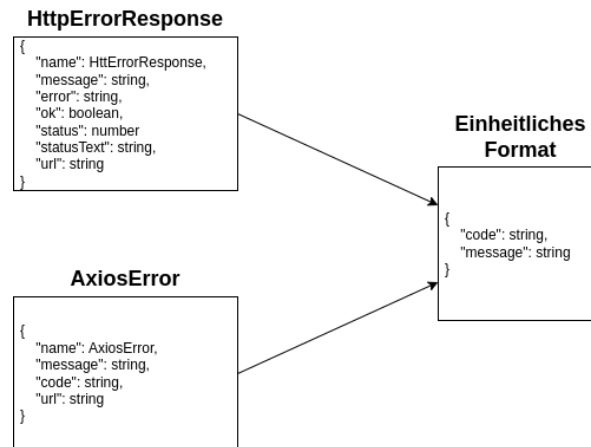 HttpErrorResponse
{
"name": HttErrorResponse,
"message": string,
"error": string,
"ok": boolean,
"status": number
"statusText": string,
"url": string
}
Einheitliches
Format
{
"code": string,
"message": string
}
AxiosError
{
"name": AxiosError,
"message": string,
"code": string,
"url": string
}